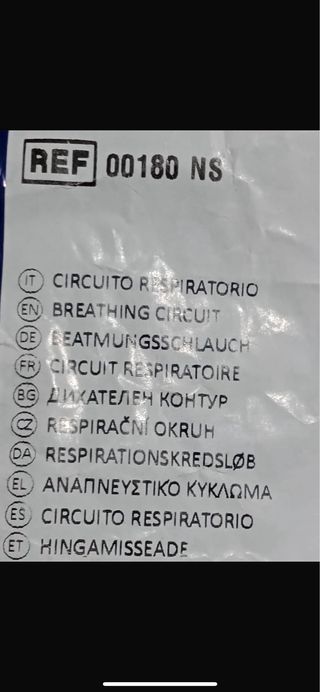 REF 00180 NS
IT CIRCUITO RESPIRATORIO
EN BREATHING CIRCUIT
DE BEATMUNGSSCHLAUCH
FR CIRCUIT RESPIRATOIRE
BG ДИХАТЕЛЕН КОНТУР
CZ RESPIRAČNÍ OKRUH
DA RESPIRATIONSKREDSLØB
EL ΑΝΑΠΝΕΥΣΤΙΚΟ ΚΥΚΛΩΜΑ
ES CIRCUITO RESPIRATORIO
ET HINGAMISSEADE